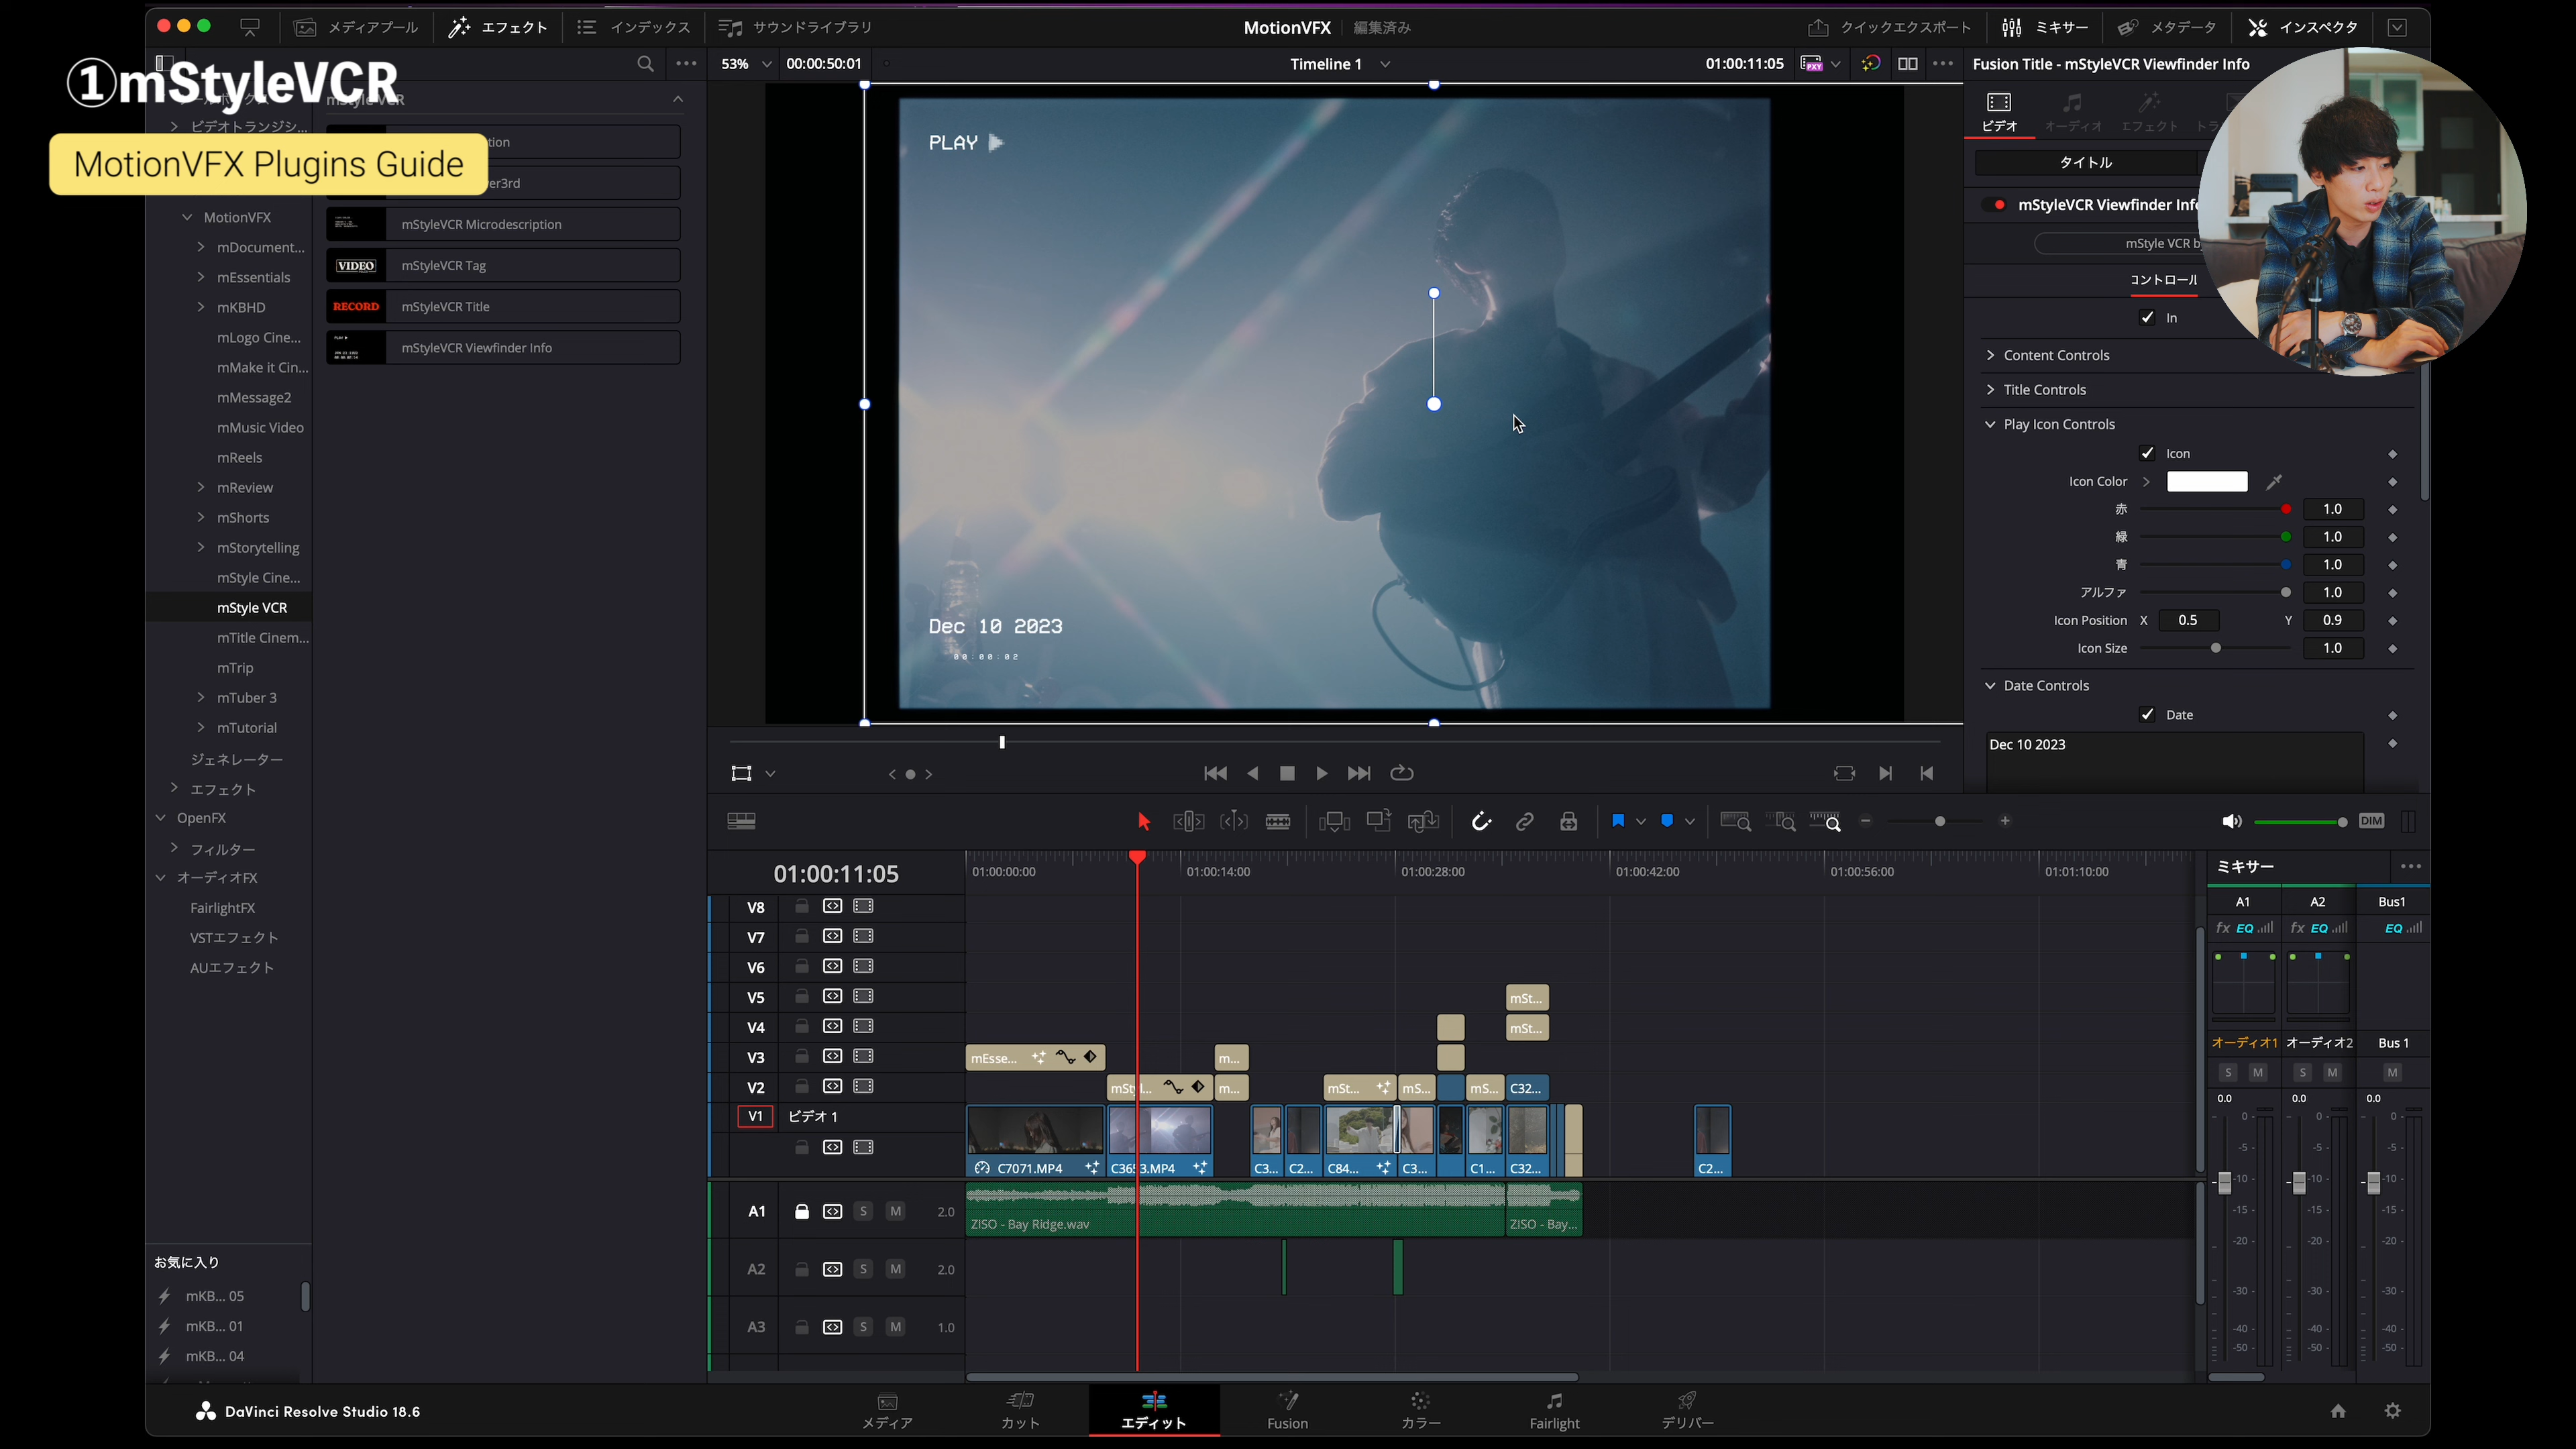 メディアプール
エフェクト
インデックス
サウンドライブラリ
MotionVFX
編集済み
クイックエクスポート
ミキサー
メタデータ
インスペクタ
①mStyleVCR
MotionVFX Plugins Guide
53%
00:00:50:01
Timeline 1
01:00:11:05
Fusion Title - mStyleVCR Viewfinder Info
ビデオトランジシ...
MotionVFX
mDocument...
mEssentials
mKBHD
mLogo Cine...
mMake it Cin...
mMessage2
mMusic Video
mReels
mReview
mShorts
mStorytelling
mStyle Cine...
mStyle VCR
mTitle Cinem...
mTrip
mTuber 3
mTutorial
ジェネレーター
エフェクト
OpenFX
フィルター
オーディオFX
FairlightFX
VSTエフェクト
AUエフェクト
お気に入り
mKB... 05
mKB... 01
mKB... 04
mStyleVCR Microdescription
VIDEO
mStyleVCR Tag
RECORD
mStyleVCR Title
mStyleVCR Viewfinder Info
PLAY
Dec 10 2023
00:00:02
ビデオ
オーディオ
エフェクト
タイトル
mStyleVCR Viewfinder Info
mStyle VCR b
コントロール
In
Content Controls
Title Controls
Play Icon Controls
Icon
Icon Color
赤 1.0
緑 1.0
青 1.0
アルファ 1.0
Icon Position X 0.5 Y 0.9
Icon Size 1.0
Date Controls
Date
Dec 10 2023
DIM
01:00:11:05
01:00:00:00
01:00:14:00
01:00:28:00
01:00:42:00
01:00:56:00
01:01:10:00
V8
V7
V6
V5
mSt...
V4
mSt...
V3
mEsse...
m...
V2
mStyl...
m...
mSt...
mS...
mS...
C32...
V1
ビデオ 1
C7071.MP4
C3653.MP4
C3...
C2...
C84...
C3...
C1...
C32...
C2...
A1 S M 2.0
ZISO - Bay Ridge.wav
ZISO - Bay...
A2 S M 2.0
A3 S M 1.0
ミキサー
A1 A2 Bus1
fx EQ fx EQ EQ
オーディオ1 オーディオ2 Bus 1
S M S M M
0.0 0.0 0.0
0 0 0
-5 -5 -5
-10 -10 -10
-15 -15 -15
-20 -20 -20
-30 -30 -30
-40 -40 -40
-50 -50 -50
DaVinci Resolve Studio 18.6
メディア
カット
エディット
Fusion
カラー
Fairlight
デリバー